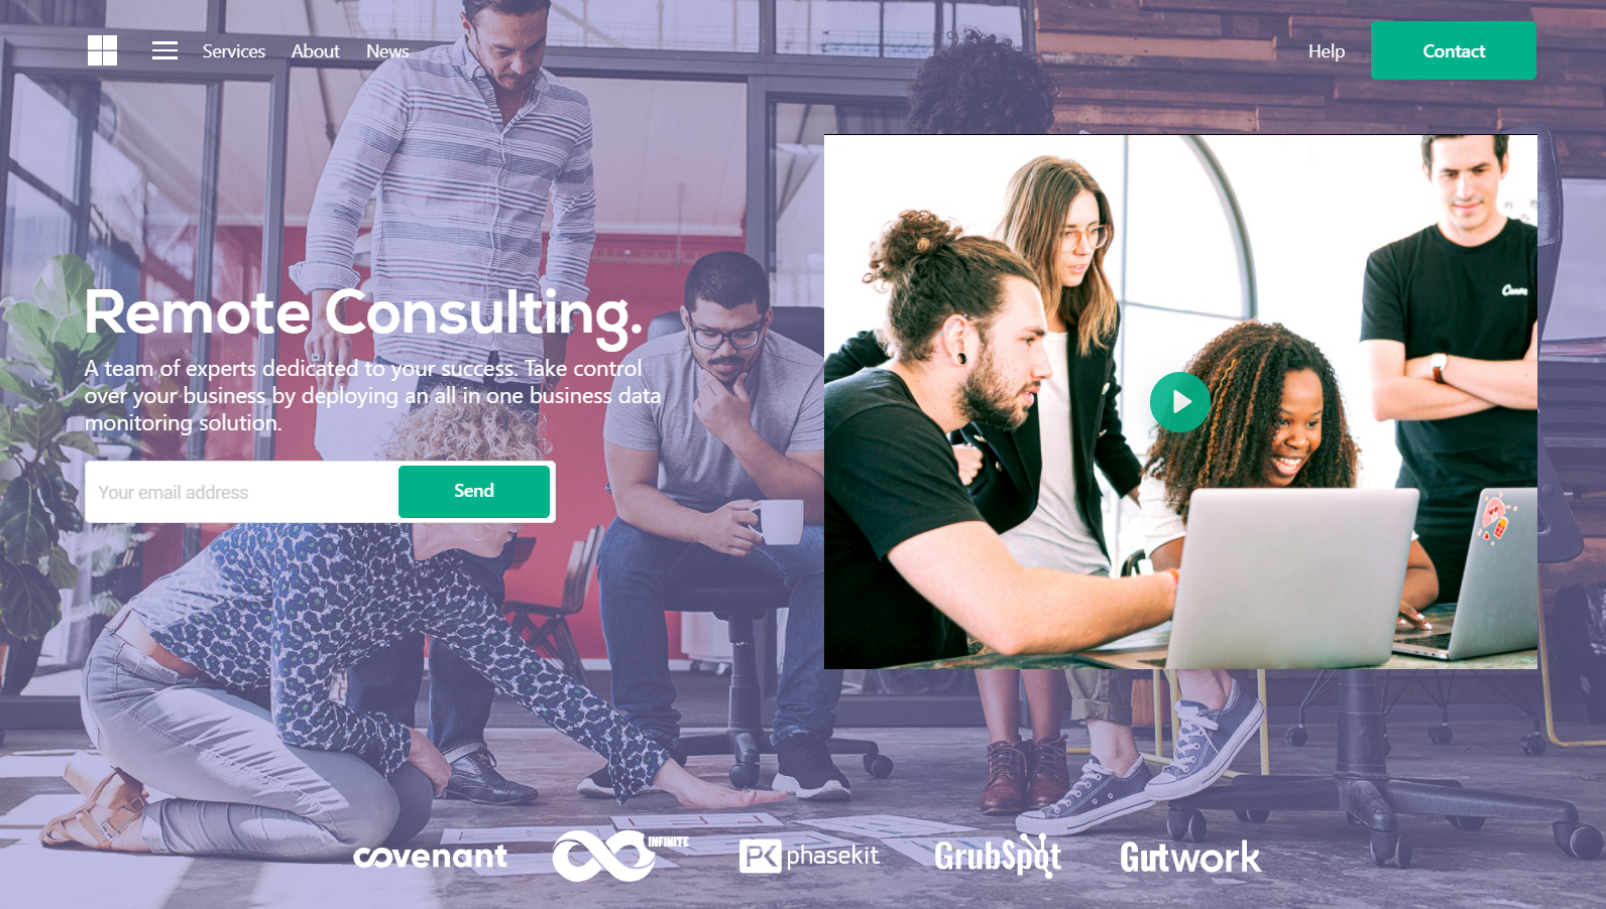 Services About News Help Contact
Remote Consulting.
A team of experts dedicated to your success. Take control
over your business by deploying an all in one business data
monitoring solution.
Your email address Send
Canva
covenant INFINITE PK phasekit GrubSpot Gutwork